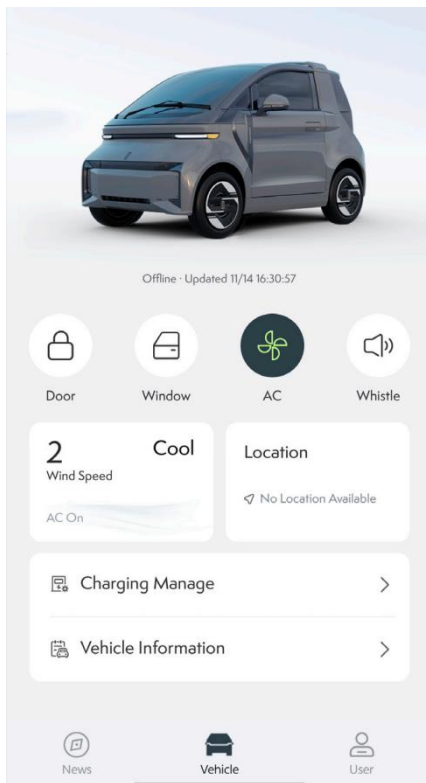 Offline · Updated 11/14 16:30:57
Door Window AC Whistle
2 Cool
Wind Speed
AC On
Location
No Location Available
Charging Manage
Vehicle Information
News Vehicle User